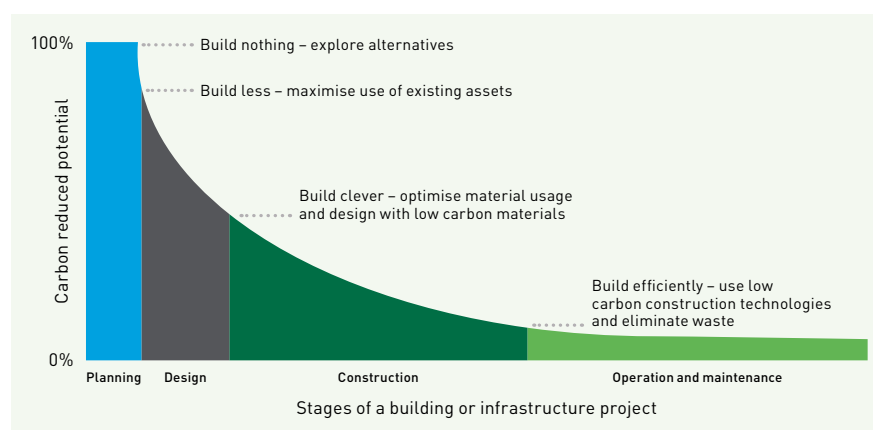 100%
Build nothing – explore alternatives
Build less – maximise use of existing assets
Carbon reduced potential
Build clever – optimise material usage
and design with low carbon materials
Build efficiently – use low
carbon construction technologies
and eliminate waste
0%
Planning
Design
Construction
Operation and maintenance
Stages of a building or infrastructure project